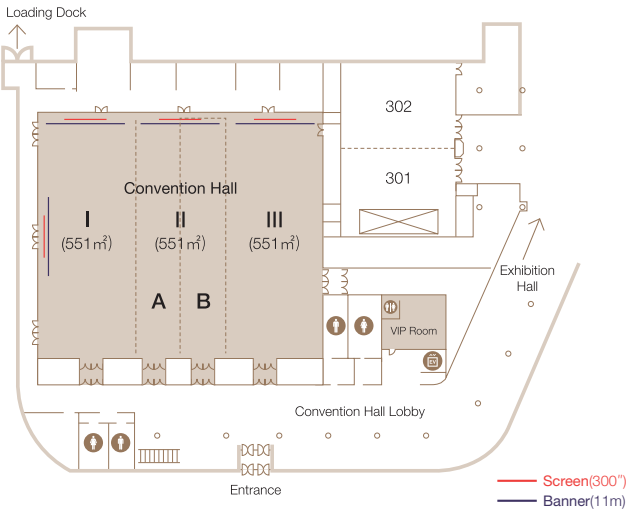 Loading Dock
302
301
Convention Hall
I
(551㎡)
II
(551㎡)
III
(551㎡)
A
B
Exhibition
Hall
VIP Room
EV
Convention Hall Lobby
Entrance
Screen(300”)
Banner(11m)